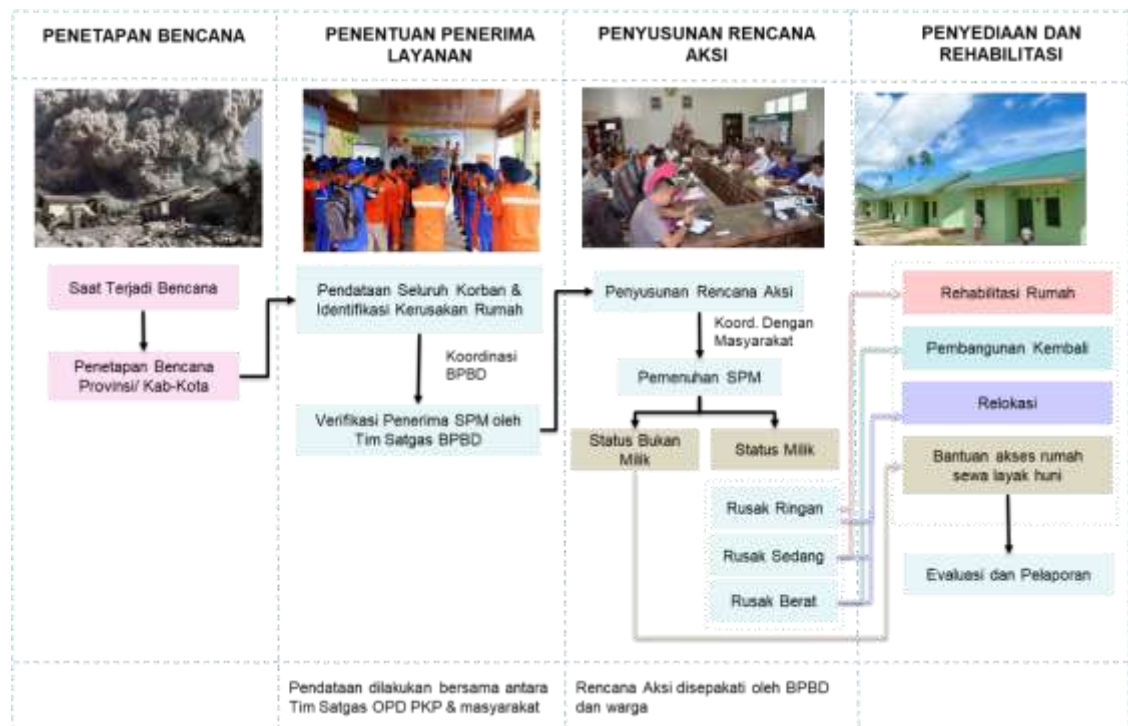 PENETAPAN BENCANA
PENENTUAN PENERIMA
LAYANAN
PENYUSUNAN RENCANA
AKSI
PENYEDIAAN DAN
REHABILITASI
Saat Terjadi Bencana
Penetapan Bencana
Provinsi/ Kab-Kota
Pendataan Seluruh Korban &
Identifikasi Kerusakan Rumah
Koordinasi
BPBD
Verifikasi Penerima SPM oleh
Tim Satgas BPBD
Penyusunan Rencana Aksi
Koord. Dengan
Masyarakat
Pemenuhan SPM
Status Bukan
Milik
Status Milik
Rusak Ringan
Rusak Sedang
Rusak Berat
Rehabilitasi Rumah
Pembangunan Kembali
Relokasi
Bantuan akses rumah
sewa layak huni
Evaluasi dan Pelaporan
Pendataan dilakukan bersama antara
Tim Satgas OPD PKP & masyarakat
Rencana Aksi disepakati oleh BPBD
dan warga